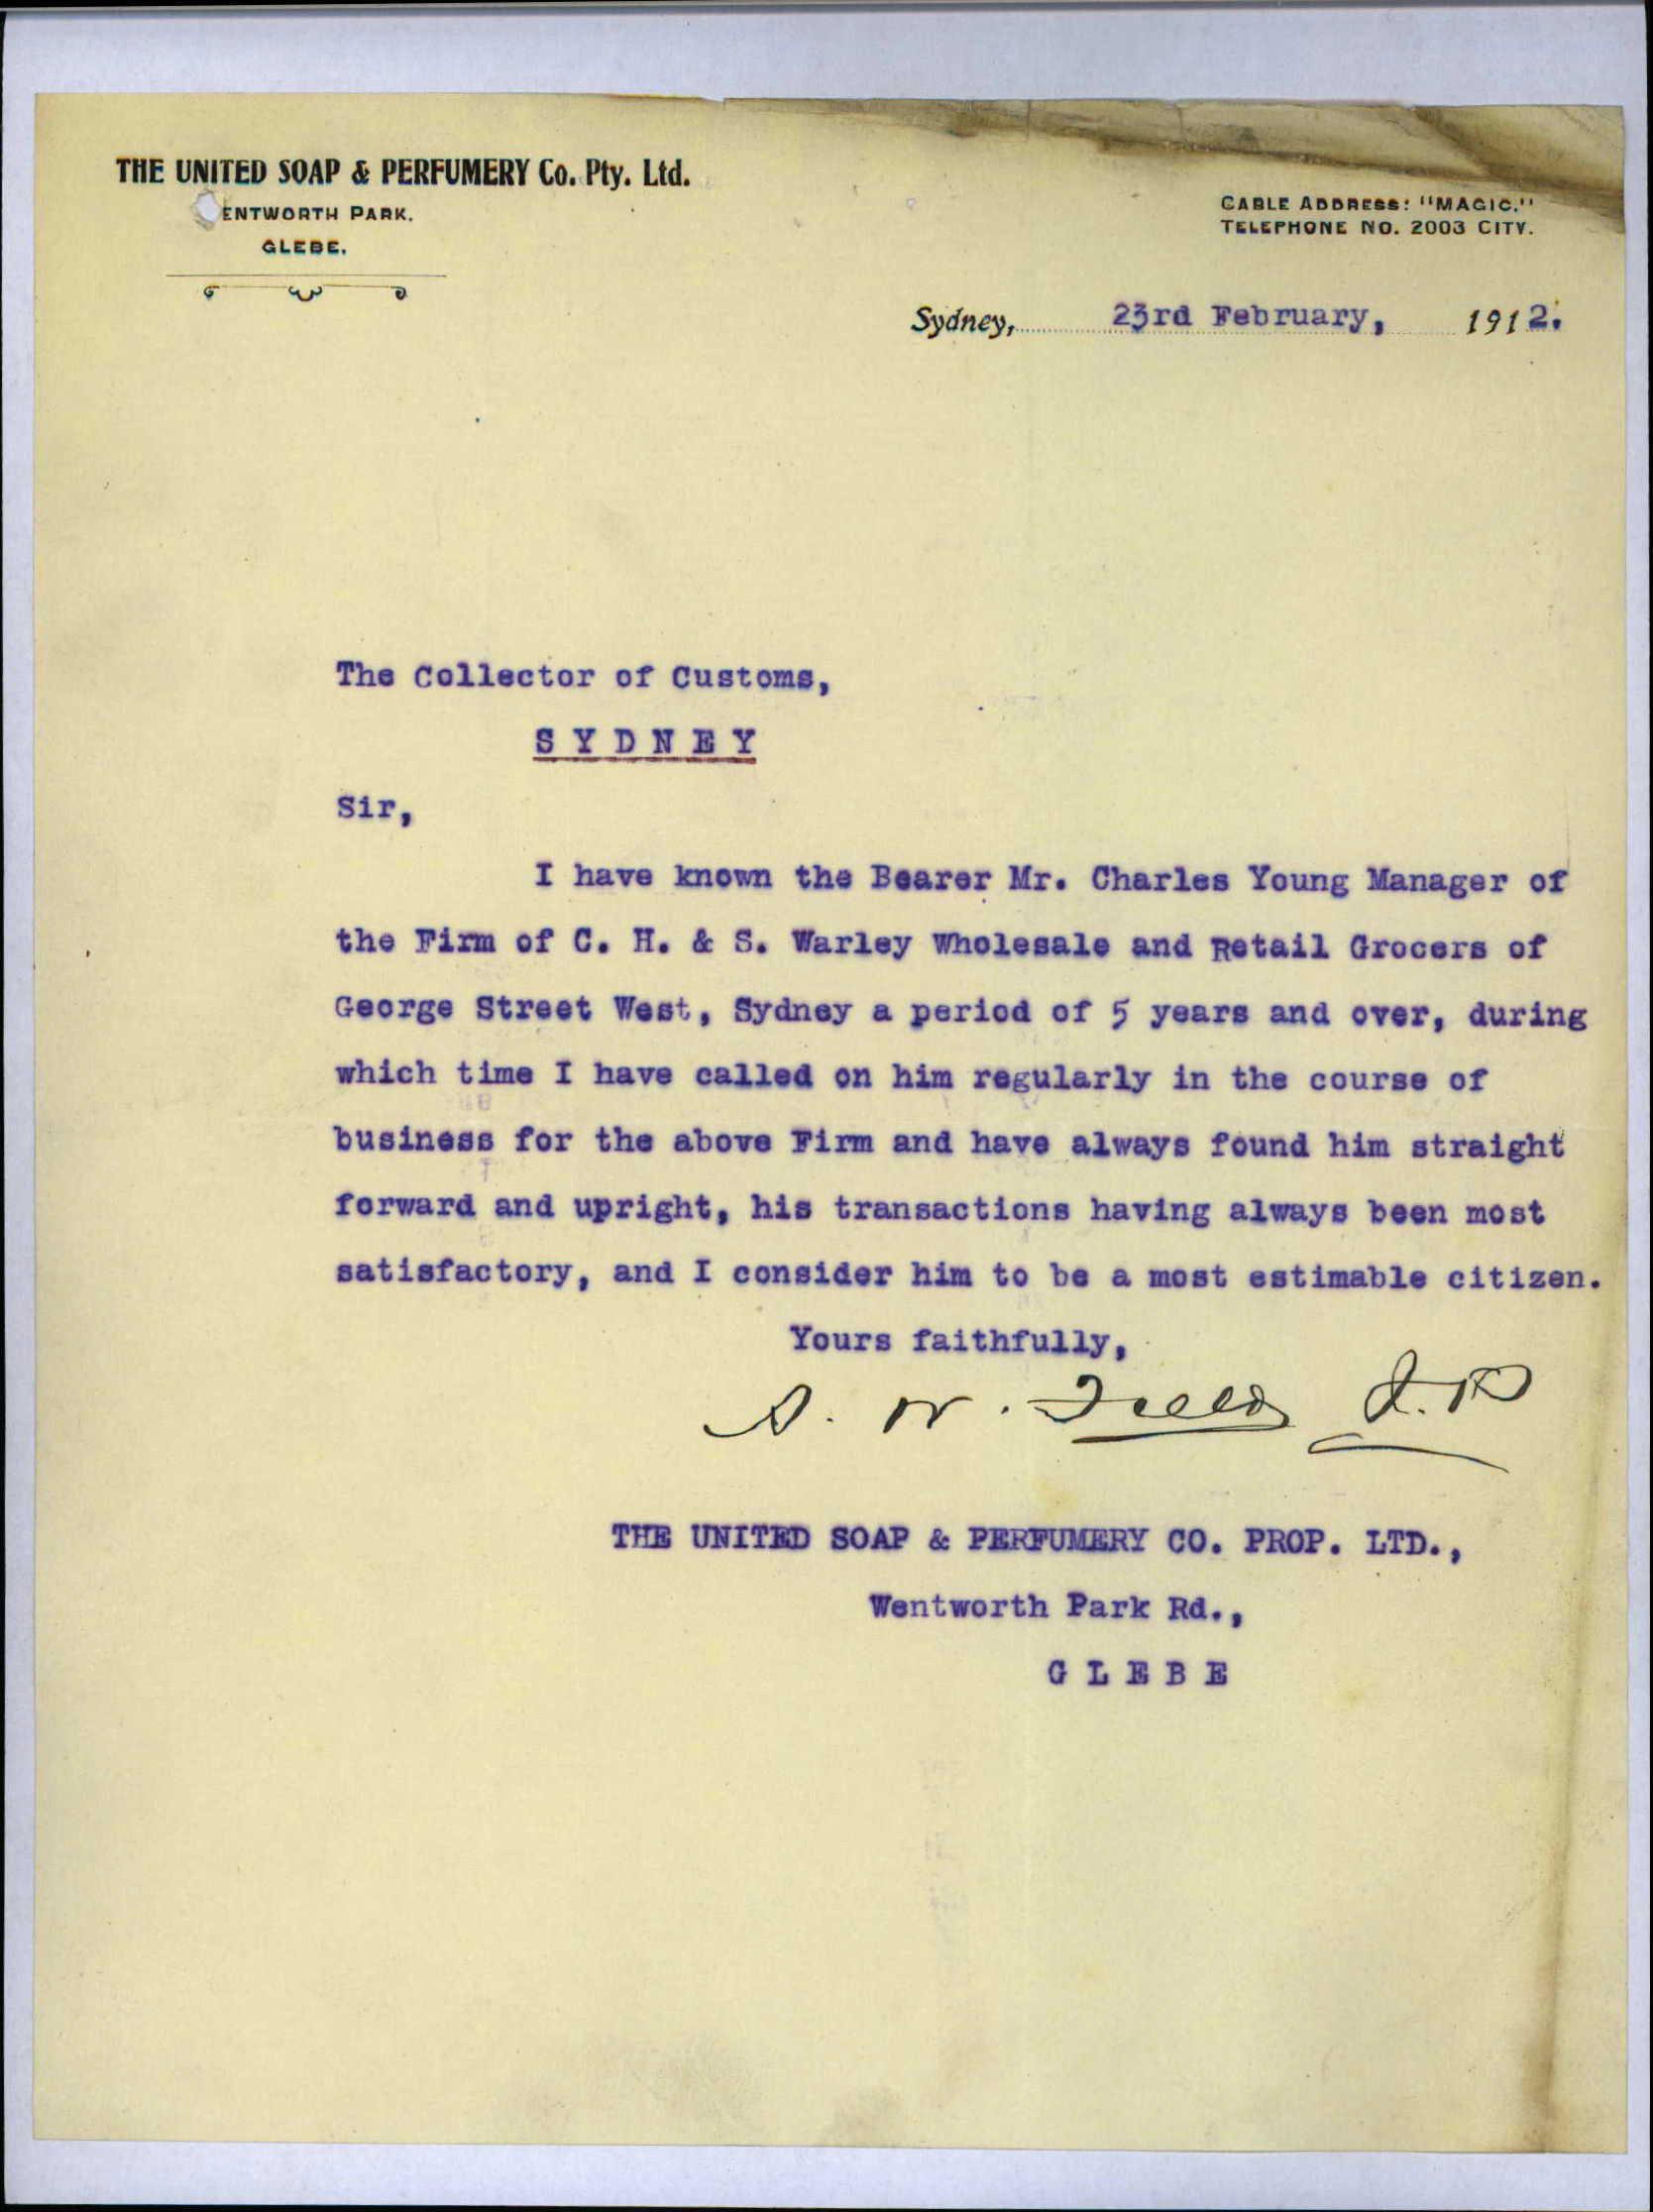 THE UNITED SOAP & PERFUMERY Co. Pty. Ltd.
ENTWORTH PARK.
GLEBE.
CABLE ADDRESS: "MAGIC."
TELEPHONE NO. 2003 CITY.
Sydney, 23rd February, 1912.
The Collector of Customs,
S Y D N E Y
Sir,
I have known the Bearer Mr. Charles Young Manager of
the Firm of C. H. & S. Warley Wholesale and Retail Grocers of
George Street West, Sydney a period of 5 years and over, during
which time I have called on him regularly in the course of
business for the above Firm and have always found him straight
forward and upright, his transactions having always been most
satisfactory, and I consider him to be a most estimable citizen.
Yours faithfully,
W.
THE UNITED SOAP & PERFUMERY CO. PROP. LTD.,
Wentworth Park Rd.,
G L E B E